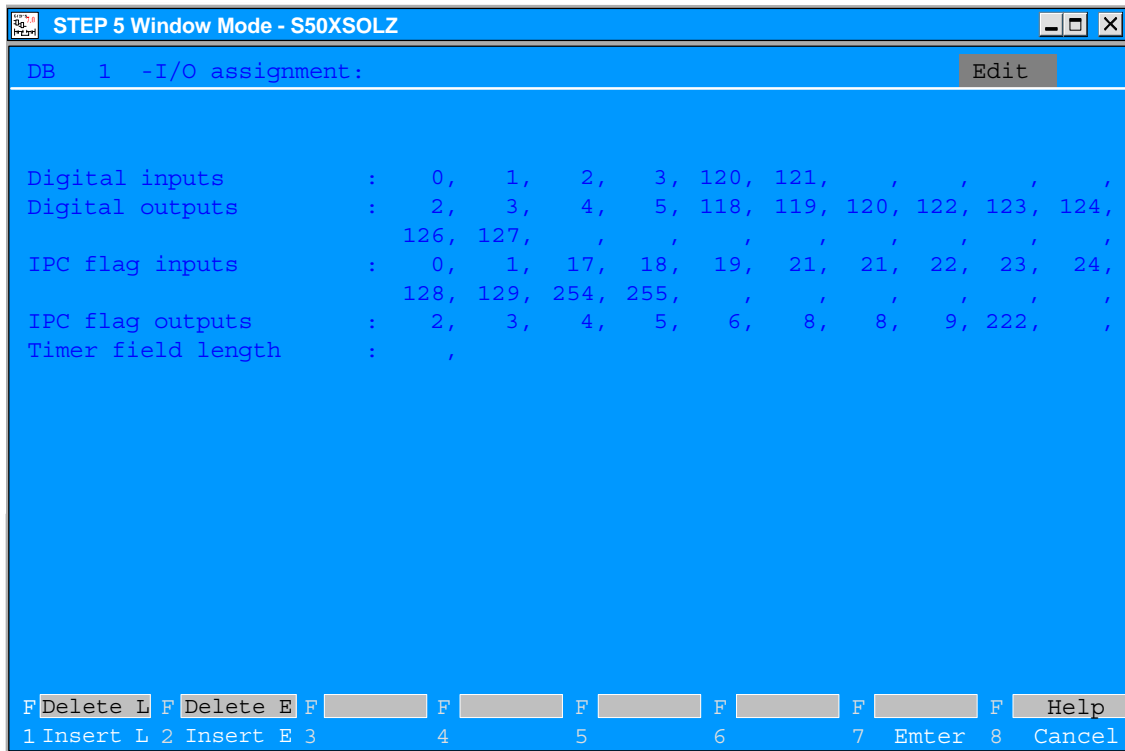 STEP 5 Window Mode - S50XSOLZ
DB 1 -I/O assignment: Edit
Digital inputs : 0, 1, 2, 3, 120, 121, , , , ,
Digital outputs : 2, 3, 4, 5, 118, 119, 120, 122, 123, 124,
126, 127, , , , , , , , ,
IPC flag inputs : 0, 1, 17, 18, 19, 21, 21, 22, 23, 24,
128, 129, 254, 255, , , , , , ,
IPC flag outputs : 2, 3, 4, 5, 6, 8, 8, 9, 222, ,
Timer field length : ,
F Delete L F Delete E F F F F F F Help
1 Insert L 2 Insert E 3 4 5 6 7 Emter 8 Cancel